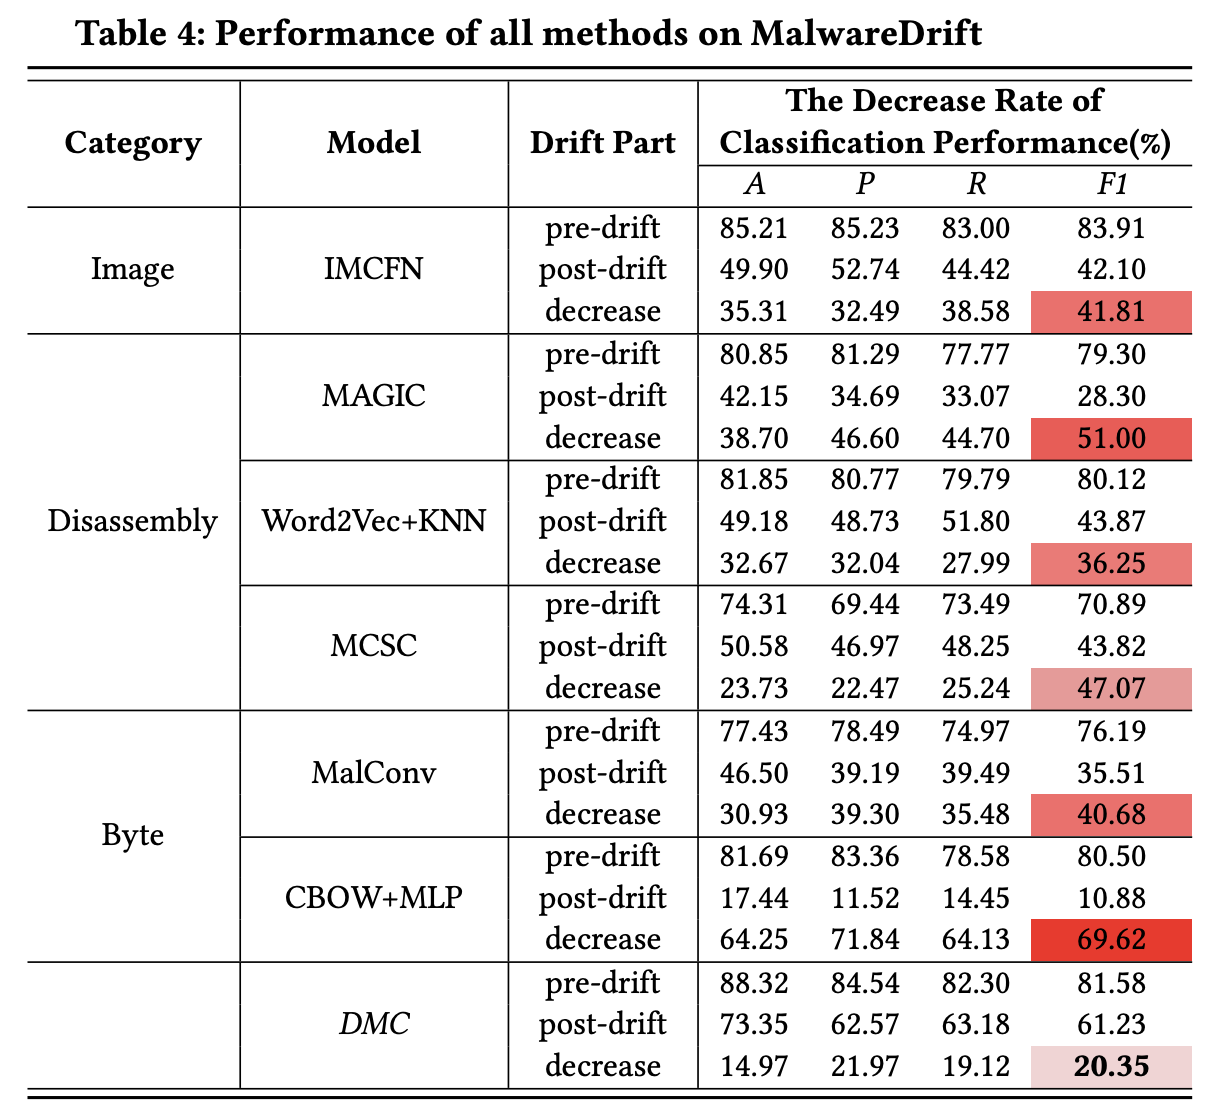 Table 4: Performance of all methods on MalwareDrift
Category Model Drift Part The Decrease Rate of
Classification Performance(%)
A P R F1
pre-drift 85.21 85.23 83.00 83.91
Image IMCFN post-drift 49.90 52.74 44.42 42.10
decrease 35.31 32.49 38.58 41.81
pre-drift 80.85 81.29 77.77 79.30
MAGIC post-drift 42.15 34.69 33.07 28.30
decrease 38.70 46.60 44.70 51.00
pre-drift 81.85 80.77 79.79 80.12
Disassembly Word2Vec+KNN post-drift 49.18 48.73 51.80 43.87
decrease 32.67 32.04 27.99 36.25
pre-drift 74.31 69.44 73.49 70.89
MCSC post-drift 50.58 46.97 48.25 43.82
decrease 23.73 22.47 25.24 47.07
pre-drift 77.43 78.49 74.97 76.19
MalConv post-drift 46.50 39.19 39.49 35.51
decrease 30.93 39.30 35.48 40.68
Byte
pre-drift 81.69 83.36 78.58 80.50
CBOW+MLP post-drift 17.44 11.52 14.45 10.88
decrease 64.25 71.84 64.13 69.62
pre-drift 88.32 84.54 82.30 81.58
DMC post-drift 73.35 62.57 63.18 61.23
decrease 14.97 21.97 19.12 20.35